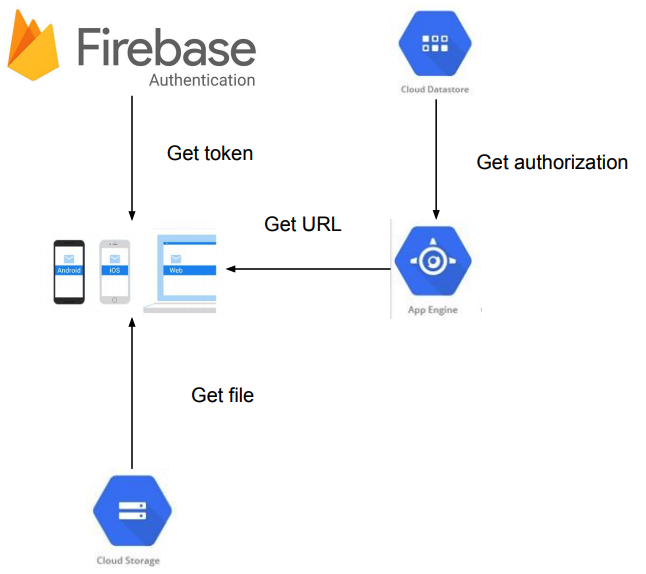 Firebase
Authentication
Cloud Datastore
Get token
Get authorization
Get URL
Android
iOS
Web
App Engine
Get file
Cloud Storage